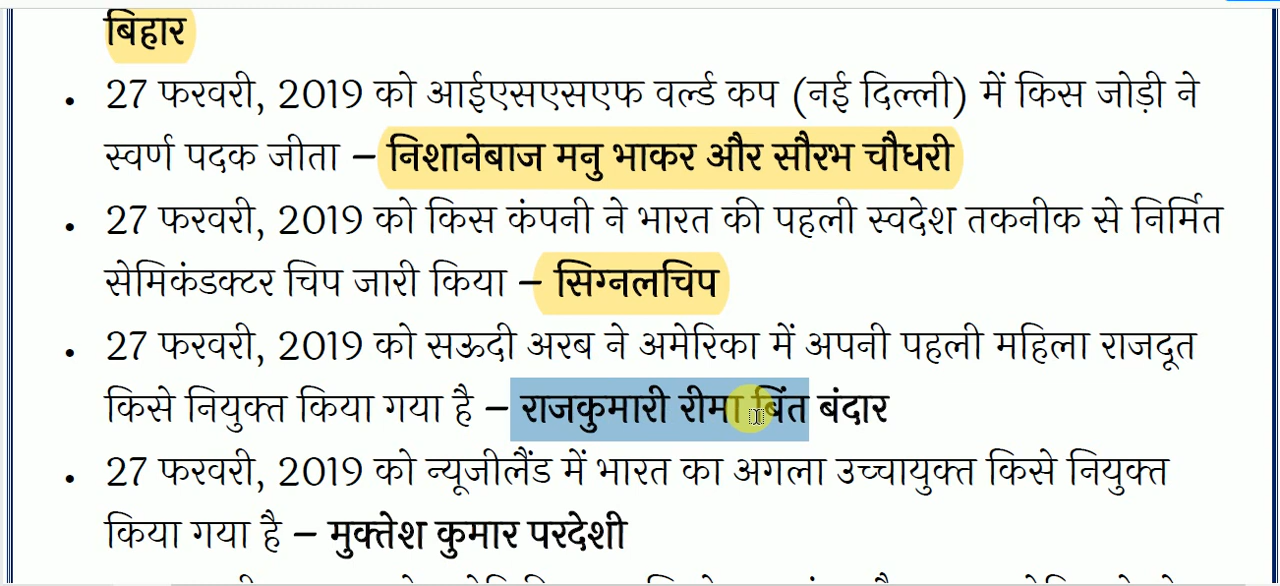 बिहार
• 27 फरवरी, 2019 को आईएसएसएफ वर्ल्ड कप (नई दिल्ली) में किस जोड़ी ने
स्वर्ण पदक जीता – निशानेबाज मनु भाकर और सौरभ चौधरी
• 27 फरवरी, 2019 को किस कंपनी ने भारत की पहली स्वदेश तकनीक से निर्मित
सेमिकंडक्टर चिप जारी किया – सिग्नलचिप
• 27 फरवरी, 2019 को सऊदी अरब ने अमेरिका में अपनी पहली महिला राजदूत
किसे नियुक्त किया गया है – राजकुमारी रीमा बिंत बंदार
• 27 फरवरी, 2019 को न्यूजीलैंड में भारत का अगला उच्चायुक्त किसे नियुक्त
किया गया है – मुक्तेश कुमार परदेशी